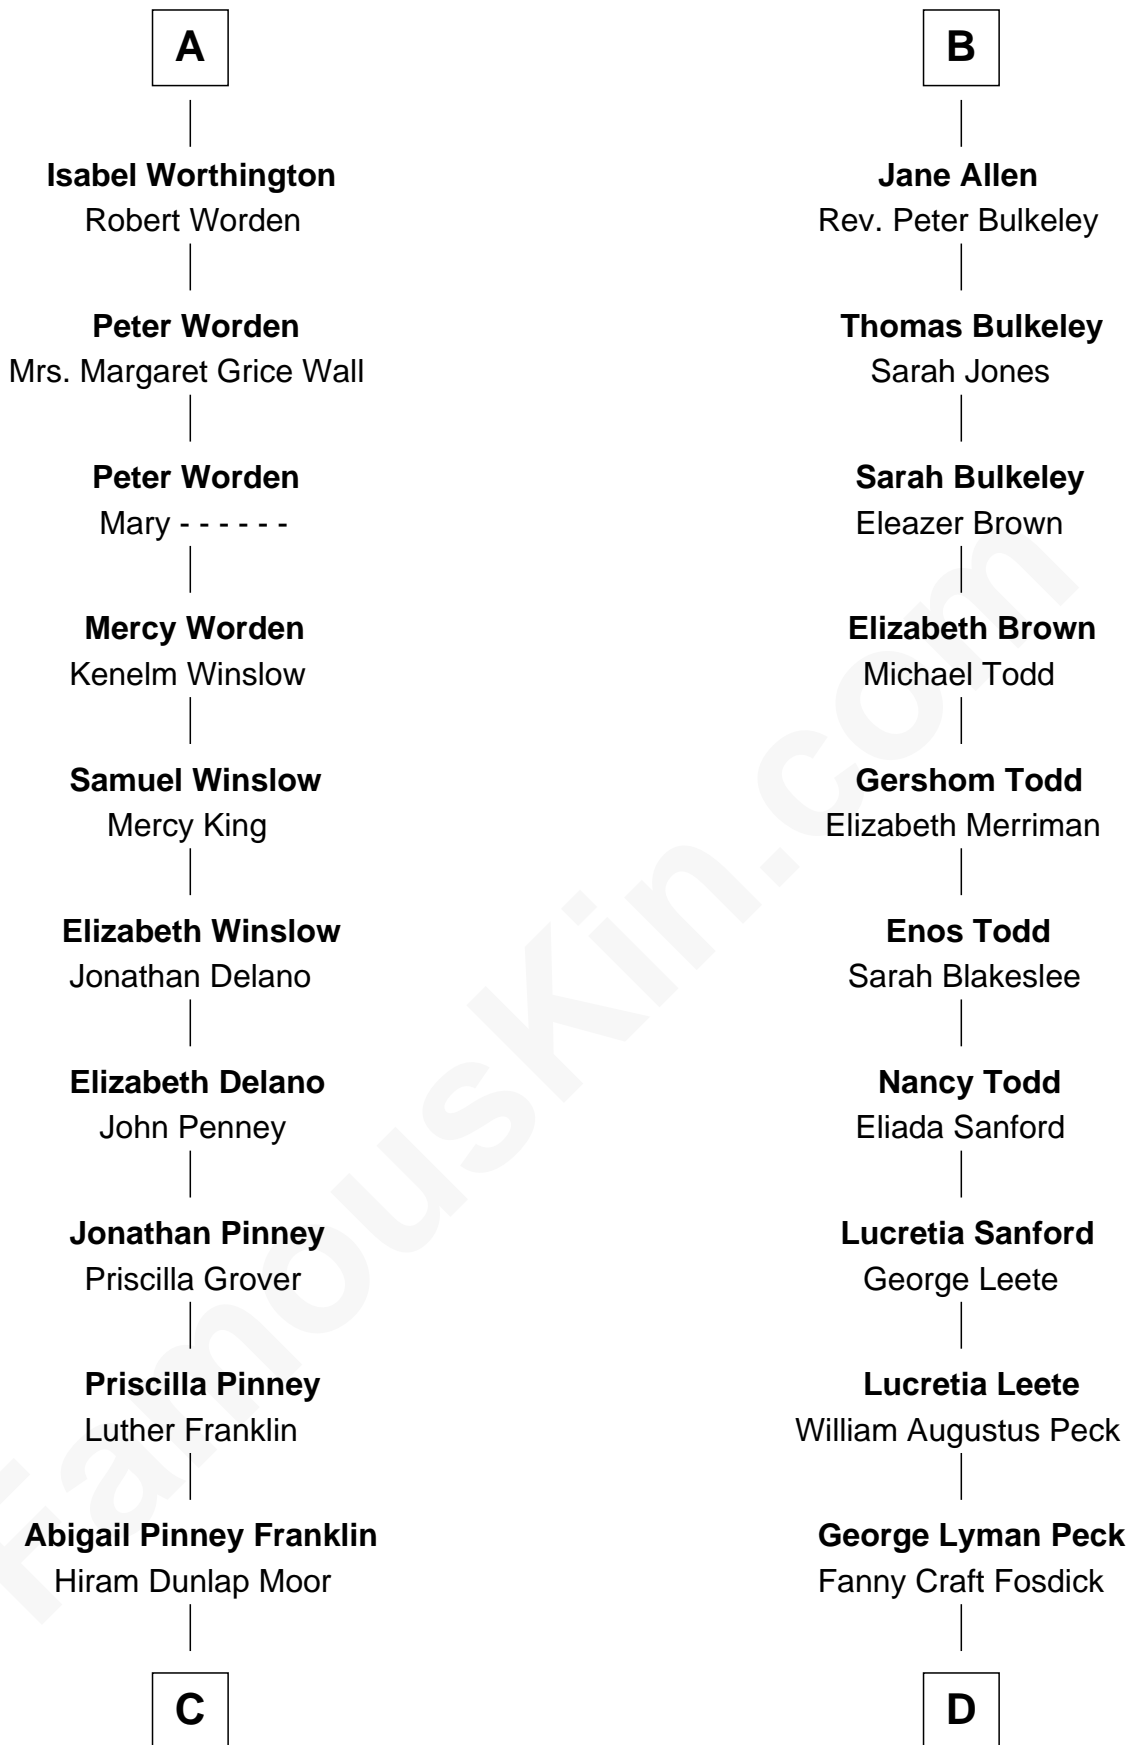 A
Isabel Worthington
Robert Worden
Peter Worden
Mrs. Margaret Grice Wall
Peter Worden
Mary - - - - - -
Mercy Worden
Kenelm Winslow
Samuel Winslow
Mercy King
Elizabeth Winslow
Jonathan Delano
Elizabeth Delano
John Penney
Jonathan Pinney
Priscilla Grover
Priscilla Pinney
Luther Franklin
Abigail Pinney Franklin
Hiram Dunlap Moor
C
B
Jane Allen
Rev. Peter Bulkeley
Thomas Bulkeley
Sarah Jones
Sarah Bulkeley
Eleazer Brown
Elizabeth Brown
Michael Todd
Gershom Todd
Elizabeth Merriman
Enos Todd
Sarah Blakeslee
Nancy Todd
Eliada Sanford
Lucretia Sanford
George Leete
Lucretia Leete
William Augustus Peck
George Lyman Peck
Fanny Craft Fosdick
D
FamousKin.com